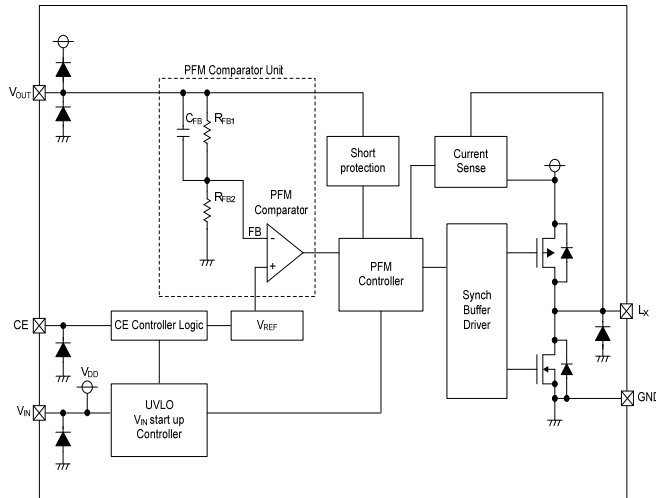 PFM Comparator Unit
VOUT
CFB
RFB1
Short
protection
Current
Sense
RFB2
PFM
Comparator
FB
-
+
PFM
Controller
Synch
Buffer
Driver
CE
CE Controller Logic
VREF
LX
VDD
VIN
UVLO
VIN start up
Controller
GND